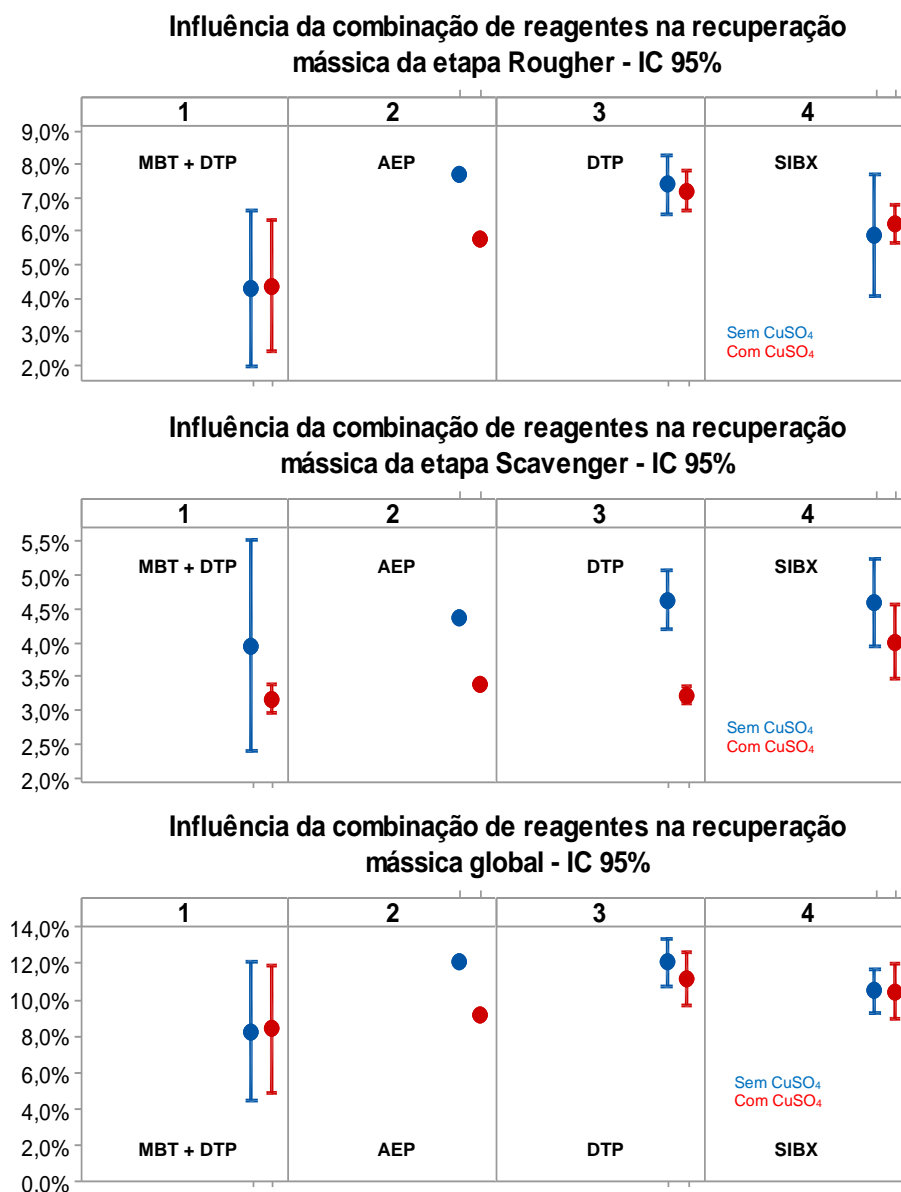 Influência da combinação de reagentes na recuperação
mássica da etapa Rougher - IC 95%
1 2 3 4
9,0%
8,0%
7,0%
6,0%
5,0%
4,0%
3,0%
2,0%
MBT + DTP AEP DTP SIBX
Sem CuSO₄
Com CuSO₄
Influência da combinação de reagentes na recuperação
mássica da etapa Scavenger - IC 95%
1 2 3 4
5,5%
5,0%
4,5%
4,0%
3,5%
3,0%
2,5%
2,0%
MBT + DTP AEP DTP SIBX
Sem CuSO₄
Com CuSO₄
Influência da combinação de reagentes na recuperação
mássica global - IC 95%
1 2 3 4
14,0%
12,0%
10,0%
8,0%
6,0%
4,0%
2,0%
0,0%
Sem CuSO₄
Com CuSO₄
MBT + DTP AEP DTP SIBX